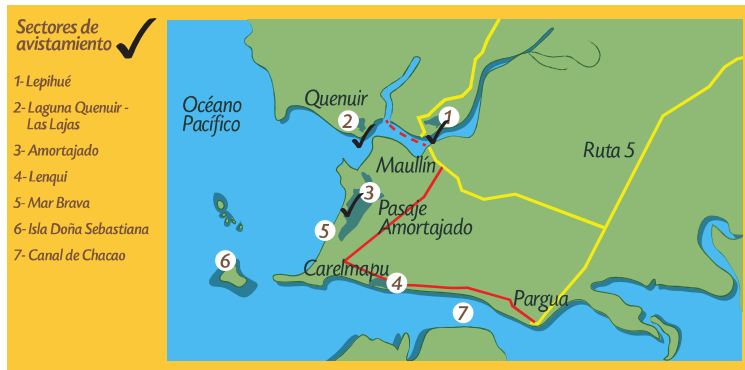 Sectores de
avistamiento
1- Lepihué
2- Laguna Quenuir -
Las Lajas
3- Amortajado
4- Lenqui
5- Mar Brava
6- Isla Doña Sebastiana
7- Canal de Chacao
Océano
Pacífico
Quenuir
2
1
Ruta 5
Maullín
3
Pasaje
Amortajado
5
6
Carelmapu
4
Pargua
7